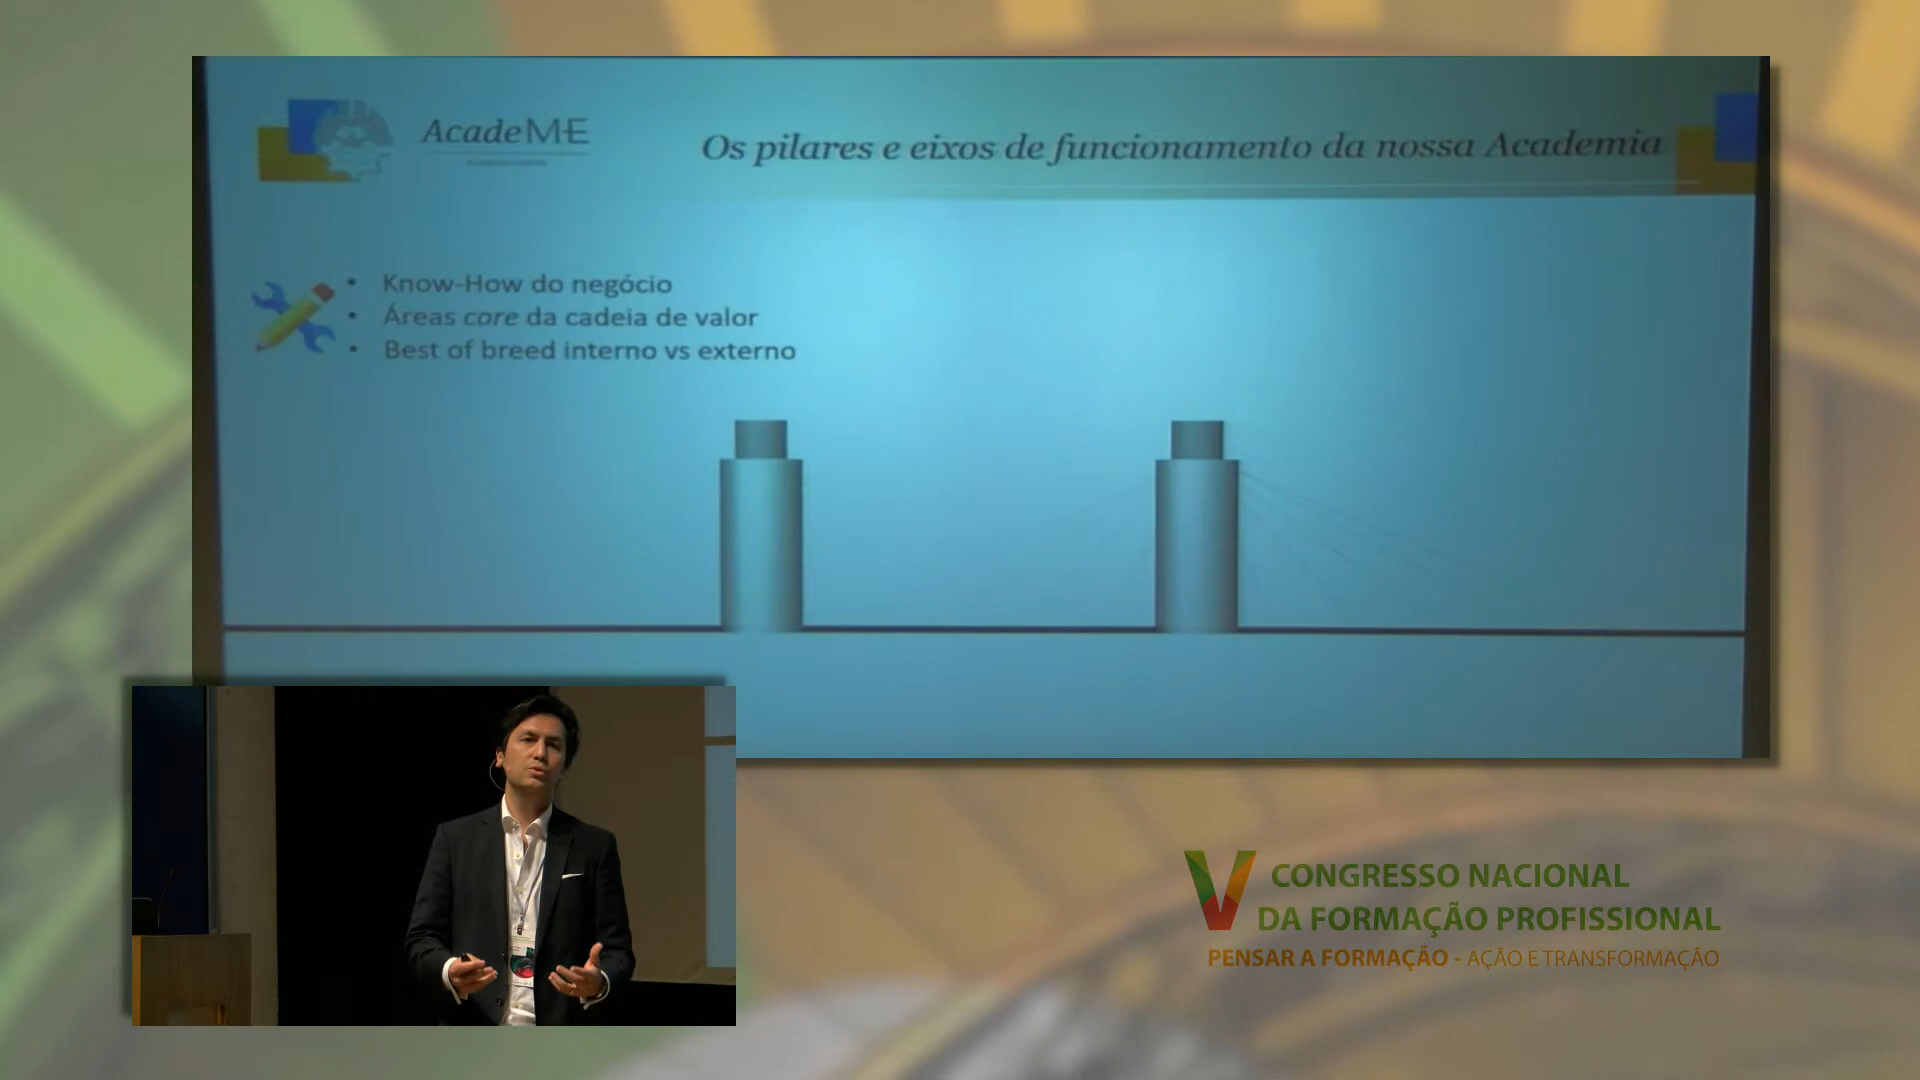 AcadeME
Os pilares e eixos de funcionamento da nossa Academia
• Know-How do negócio
• Áreas core da cadeia de valor
• Best of breed interno vs externo
V CONGRESSO NACIONAL
DA FORMAÇÃO PROFISSIONAL
PENSAR A FORMAÇÃO - AÇÃO E TRANSFORMAÇÃO